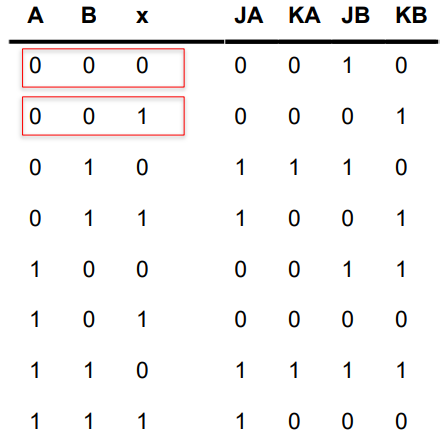 A B x JA KA JB KB
0 0 0 0 0 1 0
0 0 1 0 0 0 1
0 1 0 1 1 1 0
0 1 1 1 0 0 1
1 0 0 0 0 1 1
1 0 1 0 0 0 0
1 1 0 1 1 1 1
1 1 1 1 0 0 0